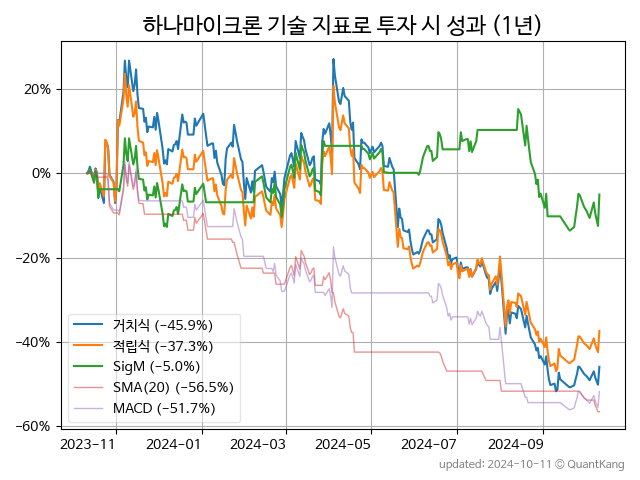 하나마이크론 기술 지표로 투자 시 성과 (1년)
20%
0%
−20%
−40%
−60%
거치식 (−45.9%)
적립식 (−37.3%)
SigM (−5.0%)
SMA(20) (−56.5%)
MACD (−51.7%)
2023-11
2024-01
2024-03
2024-05
2024-07
2024-09
updated: 2024-10-11 © QuantKang